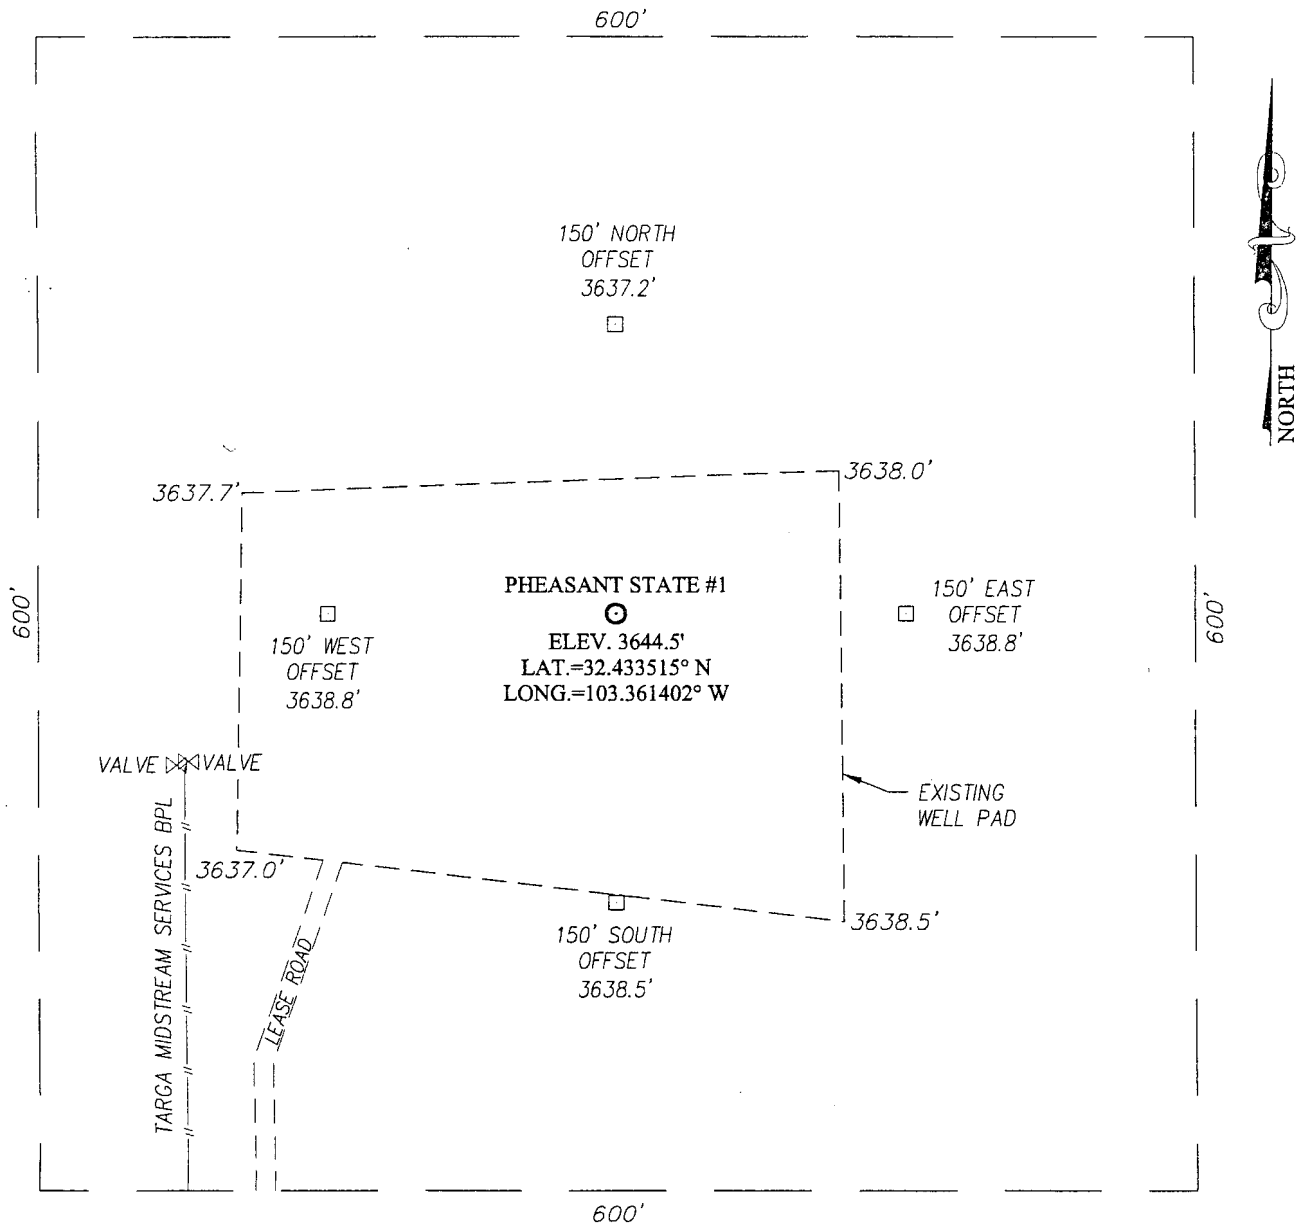 600'
150' NORTH
OFFSET
3637.2'
NORTH
3637.7'
3638.0'
600'
PHEASANT STATE #1
ELEV. 3644.5'
LAT.=32.433515° N
LONG.=103.361402° W
150' WEST
OFFSET
3638.8'
150' EAST
OFFSET
3638.8'
600'
VALVE
VALVE
EXISTING
WELL PAD
TARGA MIDSTREAM SERVICES BPL
3637.0'
3638.5'
150' SOUTH
OFFSET
3638.5'
LEASE ROAD
600'